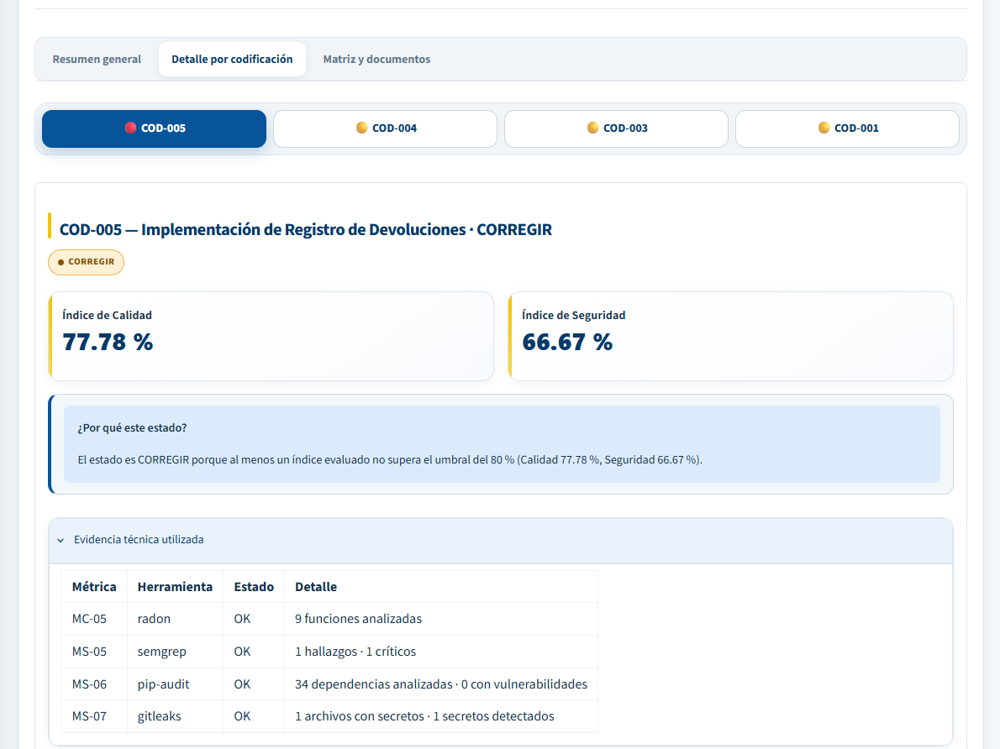 Resumen general Detalle por codificación Matriz y documentos
COD-005 COD-004 COD-003 COD-001
COD-005 — Implementación de Registro de Devoluciones · CORREGIR
CORREGIR
Índice de Calidad
77.78 %
Índice de Seguridad
66.67 %
¿Por qué este estado?
El estado es CORREGIR porque al menos un índice evaluado no supera el umbral del 80 % (Calidad 77.78 %, Seguridad 66.67 %).
Evidencia técnica utilizada
Métrica Herramienta Estado Detalle
MC-05 radon OK 9 funciones analizadas
MS-05 semgrep OK 1 hallazgos · 1 críticos
MS-06 pip-audit OK 34 dependencias analizadas · 0 con vulnerabilidades
MS-07 gitleaks OK 1 archivos con secretos · 1 secretos detectados